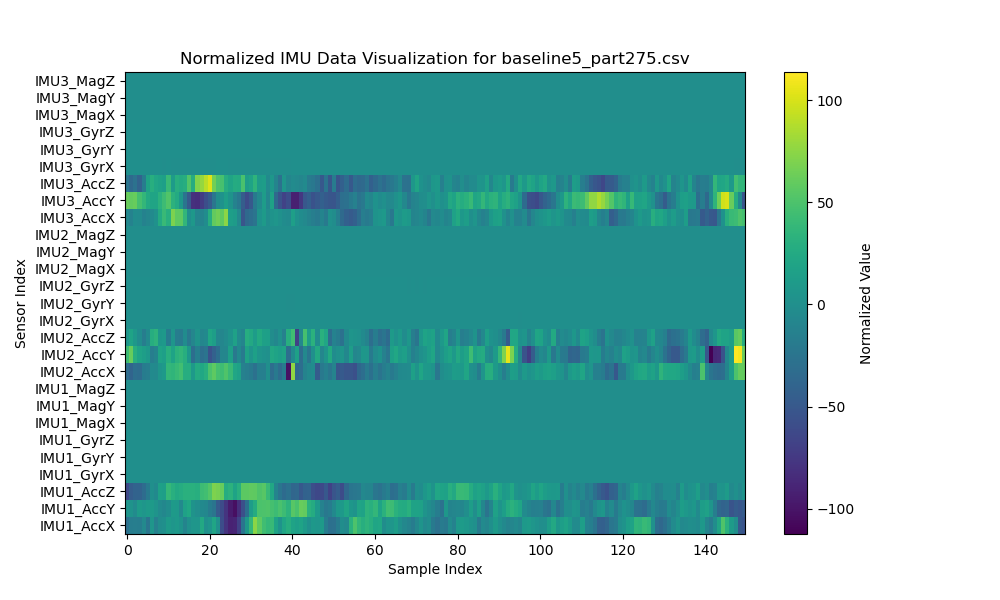 Normalized IMU Data Visualization for baseline5_part275.csv
IMU3_MagZ
IMU3_MagY
IMU3_MagX
IMU3_GyrZ
IMU3_GyrY
IMU3_GyrX
IMU3_AccZ
IMU3_AccY
IMU3_AccX
IMU2_MagZ
IMU2_MagY
IMU2_MagX
IMU2_GyrZ
IMU2_GyrY
IMU2_GyrX
IMU2_AccZ
IMU2_AccY
IMU2_AccX
IMU1_MagZ
IMU1_MagY
IMU1_MagX
IMU1_GyrZ
IMU1_GyrY
IMU1_GyrX
IMU1_AccZ
IMU1_AccY
IMU1_AccX
Sensor Index
0 20 40 60 80 100 120 140
Sample Index
100
50
0
−50
−100
Normalized Value